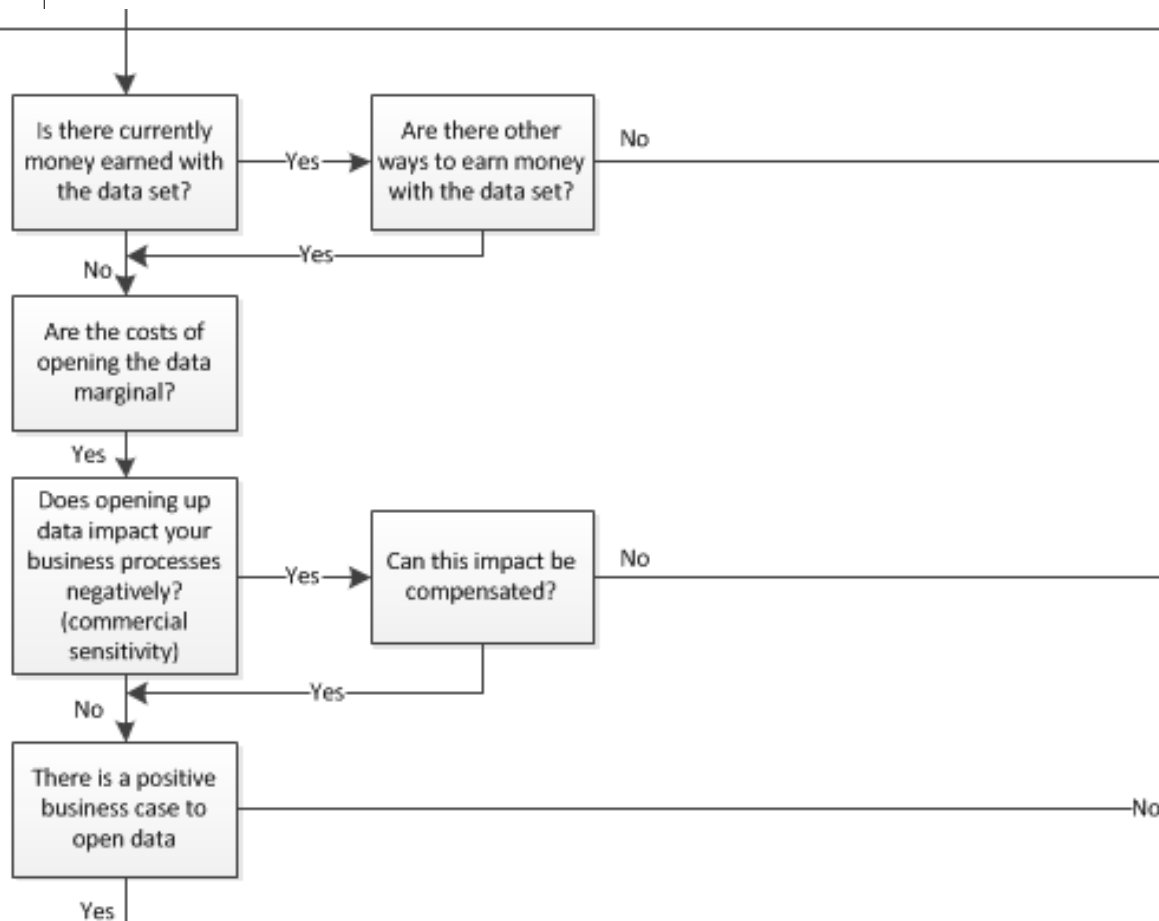 Is there currently
money earned with
the data set?
Yes
Are there other
ways to earn money
with the data set?
No
Yes
No
Are the costs of
opening the data
marginal?
Yes
Does opening up
data impact your
business processes
negatively?
(commercial
sensitivity)
Yes
Can this impact be
compensated?
No
Yes
No
There is a positive
business case to
open data
No
Yes